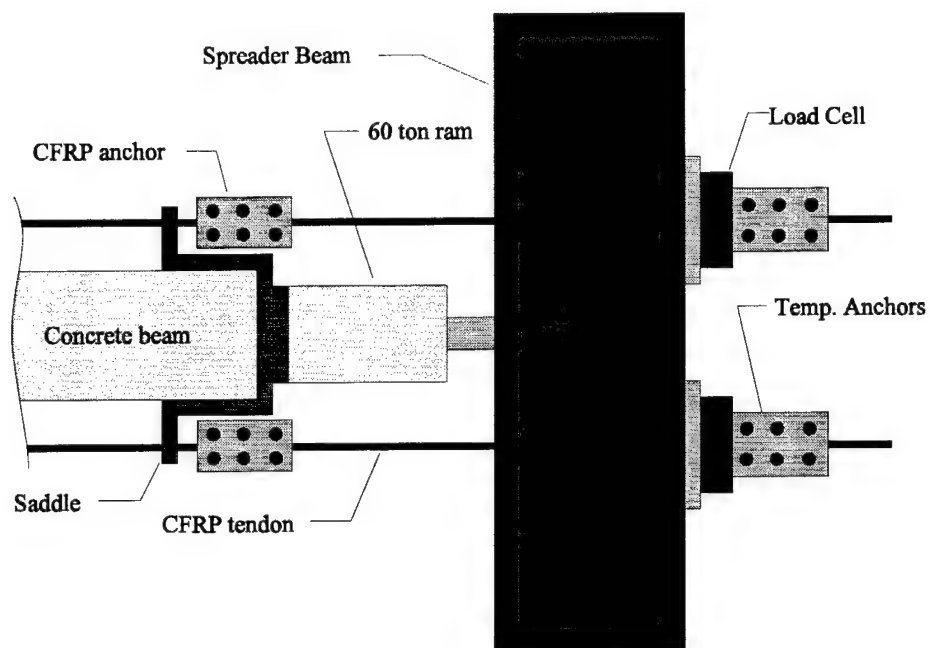 Spreader Beam
Load Cell
60 ton ram
CFRP anchor
Temp. Anchors
Concrete beam
Saddle
CFRP tendon